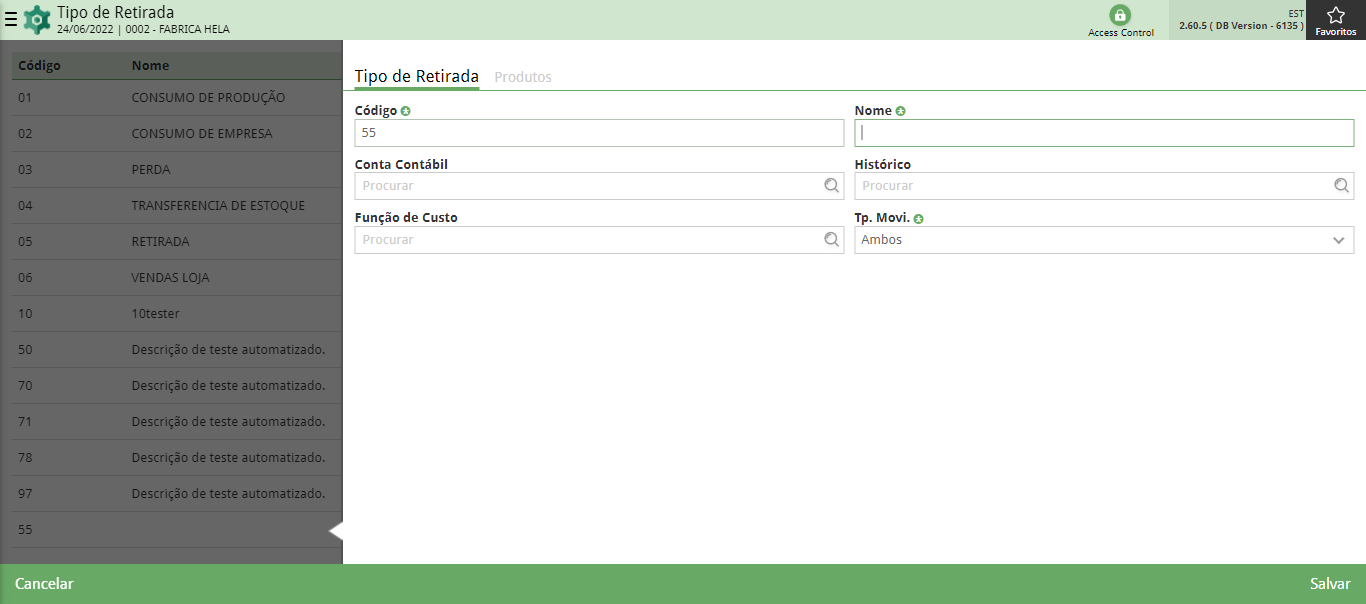 Tipo de Retirada
24/06/2022 | 0002 - FABRICA HELA
Access Control
EST
2.60.5 ( DB Version - 6135 )
Favoritos
Código Nome
01 CONSUMO DE PRODUÇÃO
02 CONSUMO DE EMPRESA
03 PERDA
04 TRANSFERENCIA DE ESTOQUE
05 RETIRADA
06 VENDAS LOJA
10 10tester
50 Descrição de teste automatizado.
70 Descrição de teste automatizado.
71 Descrição de teste automatizado.
78 Descrição de teste automatizado.
97 Descrição de teste automatizado.
55
Tipo de Retirada Produtos
Código Nome
55
Conta Contábil Histórico
Procurar Procurar
Função de Custo Tp. Movi.
Procurar Ambos
Cancelar Salvar